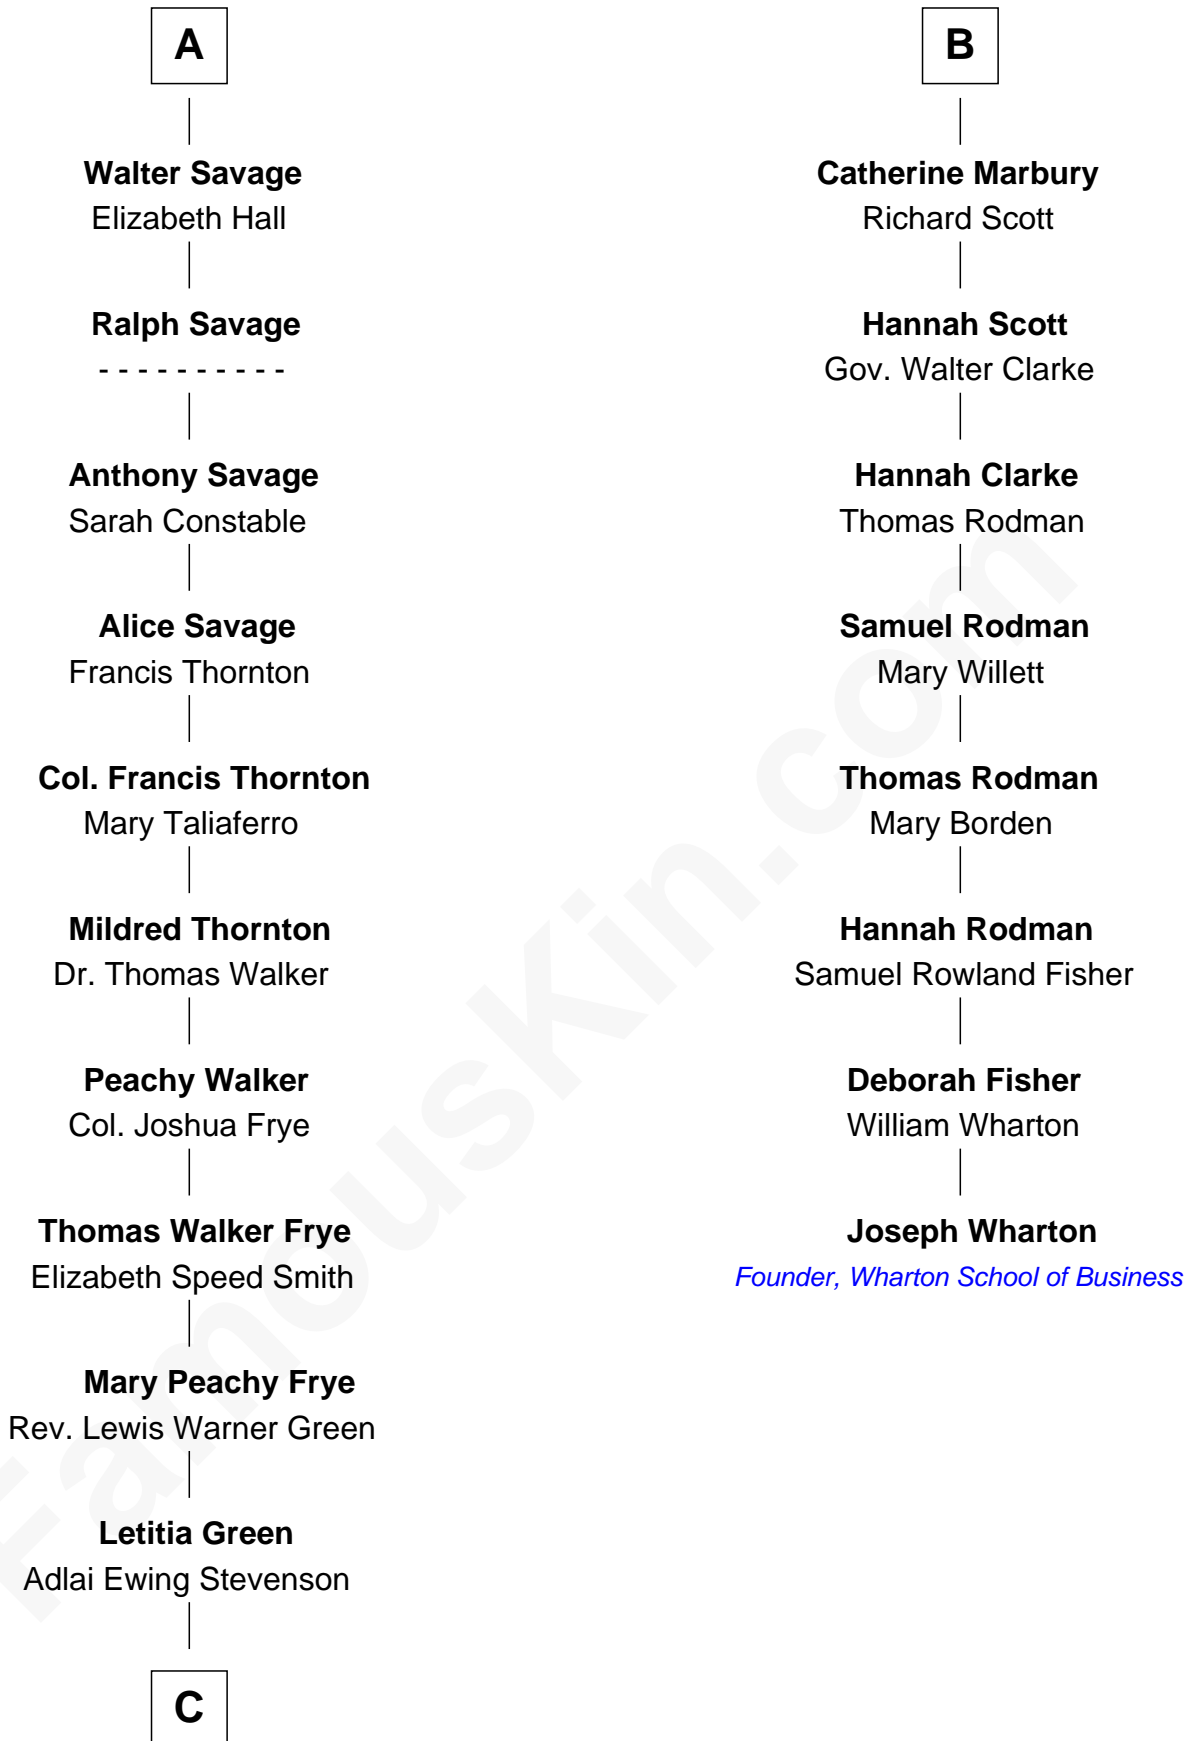 A
Walter Savage
Elizabeth Hall
Ralph Savage
- - - - - - - - - -
Anthony Savage
Sarah Constable
Alice Savage
Francis Thornton
Col. Francis Thornton
Mary Taliaferro
Mildred Thornton
Dr. Thomas Walker
Peachy Walker
Col. Joshua Frye
Thomas Walker Frye
Elizabeth Speed Smith
Mary Peachy Frye
Rev. Lewis Warner Green
Letitia Green
Adlai Ewing Stevenson
C
B
Catherine Marbury
Richard Scott
Hannah Scott
Gov. Walter Clarke
Hannah Clarke
Thomas Rodman
Samuel Rodman
Mary Willett
Thomas Rodman
Mary Borden
Hannah Rodman
Samuel Rowland Fisher
Deborah Fisher
William Wharton
Joseph Wharton
Founder, Wharton School of Business
FamousKin.com